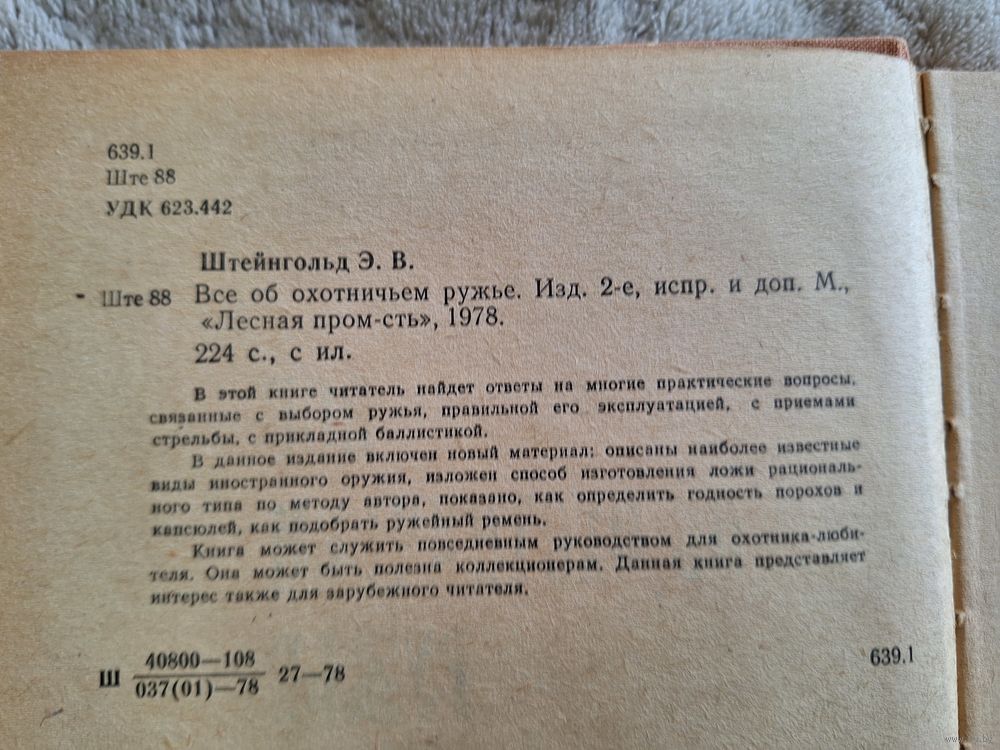 639.1
Ште 88
УДК 623.442
Штейнгольд Э. В.
Ште 88 Все об охотничьем ружье. Изд. 2-е, испр. и доп. М.,
«Лесная пром-сть», 1978.
224 с., с ил.
В этой книге читатель найдет ответы на многие практические вопросы,
связанные с выбором ружья, правильной его эксплуатацией, с приемами
стрельбы, с прикладной баллистикой.
В данное издание включен новый материал: описаны наиболее известные
виды иностранного оружия, изложен способ изготовления ложи рациональ-
ного типа по методу автора, показано, как определить годность порохов и
капсюлей, как подобрать ружейный ремень.
Книга может служить повседневным руководством для охотника-люби-
теля. Она может быть полезна коллекционерам. Данная книга представляет
интерес также для зарубежного читателя.
Ш 40800—108
037(01)—78 27—78
639.1